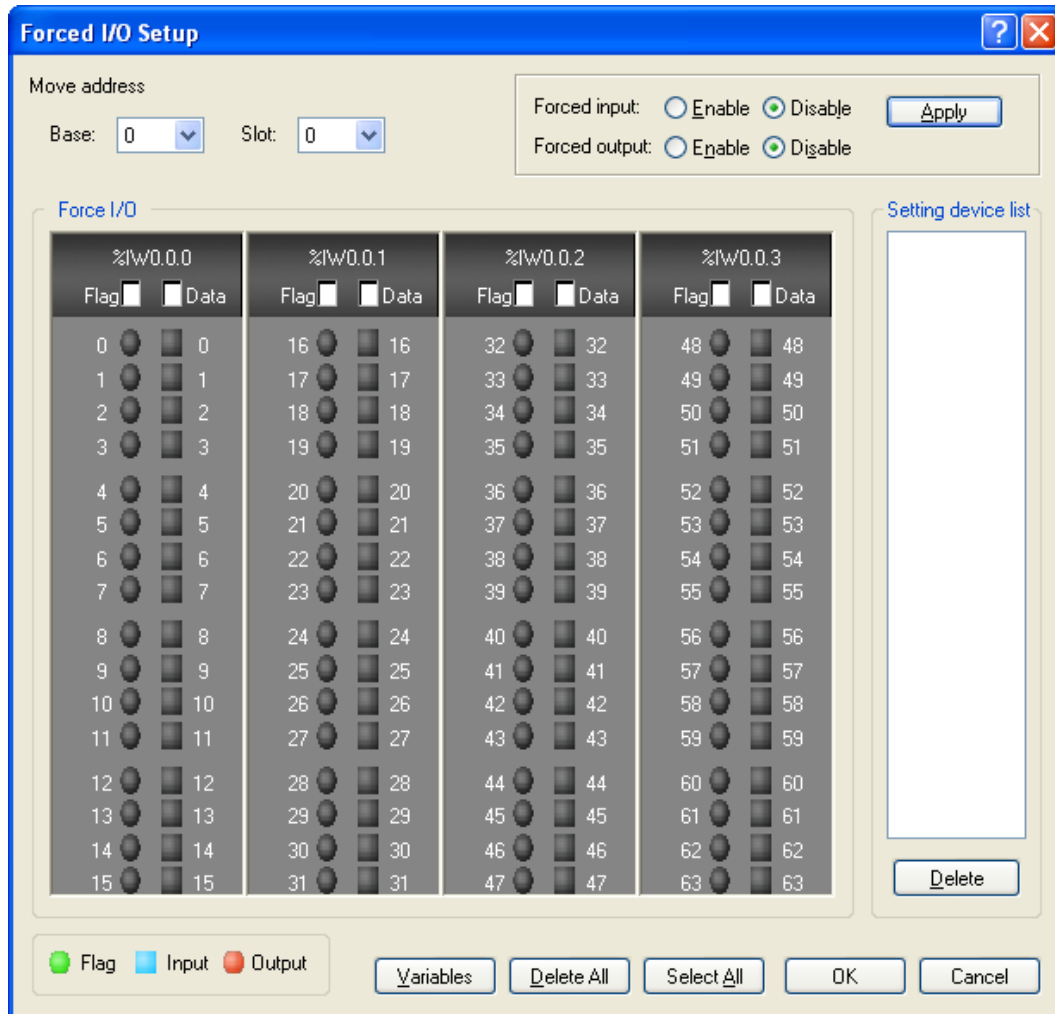 Forced I/O Setup
Move address
Base: 0 Slot: 0
Forced input: Enable Disable Apply
Forced output: Enable Disable
Force I/O Setting device list
%IW0.0.0 %IW0.0.1 %IW0.0.2 %IW0.0.3
Flag Data Flag Data Flag Data Flag Data
0 0 16 16 32 32 48 48
1 1 17 17 33 33 49 49
2 2 18 18 34 34 50 50
3 3 19 19 35 35 51 51
4 4 20 20 36 36 52 52
5 5 21 21 37 37 53 53
6 6 22 22 38 38 54 54
7 7 23 23 39 39 55 55
8 8 24 24 40 40 56 56
9 9 25 25 41 41 57 57
10 10 26 26 42 42 58 58
11 11 27 27 43 43 59 59
12 12 28 28 44 44 60 60
13 13 29 29 45 45 61 61
14 14 30 30 46 46 62 62
15 15 31 31 47 47 63 63
Delete
Flag Input Output
Variables Delete All Select All OK Cancel